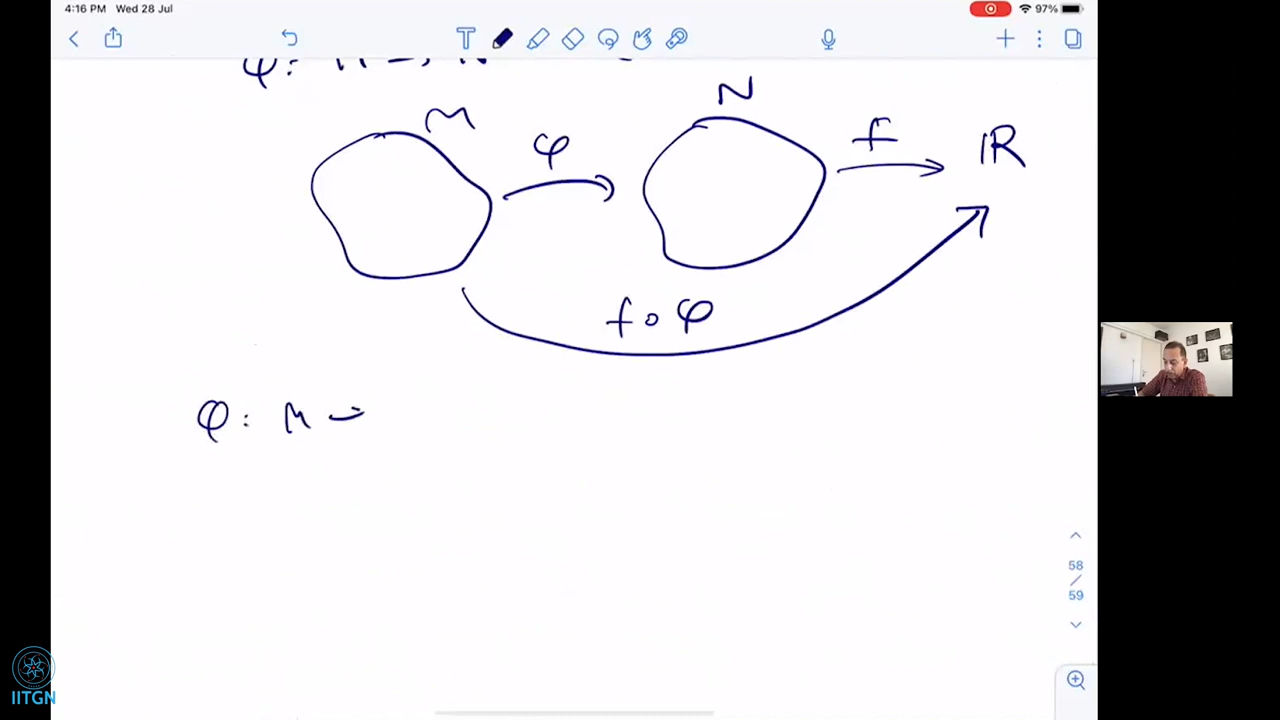 4:16 PM Wed 28 Jul
97%
φ: M → N
M
N
φ
f
IR
f∘φ
φ: M →
58
/
59
IITGN